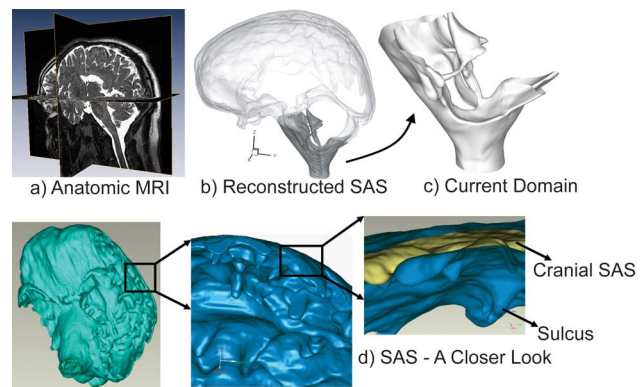 a) Anatomic MRI
b) Reconstructed SAS
c) Current Domain
Cranial SAS
Sulcus
d) SAS - A Closer Look